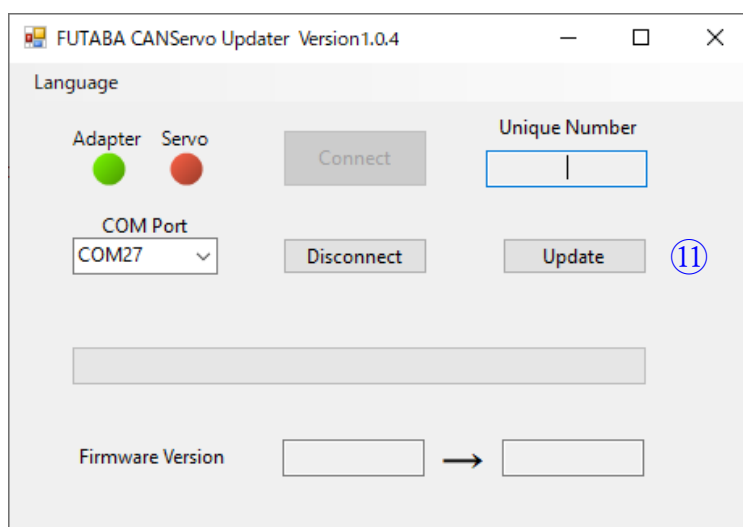 FUTABA CANServo Updater Version1.0.4
Language
Adapter Servo
Connect
Unique Number
COM Port
COM27
Disconnect
Update
⑪
Firmware Version
→